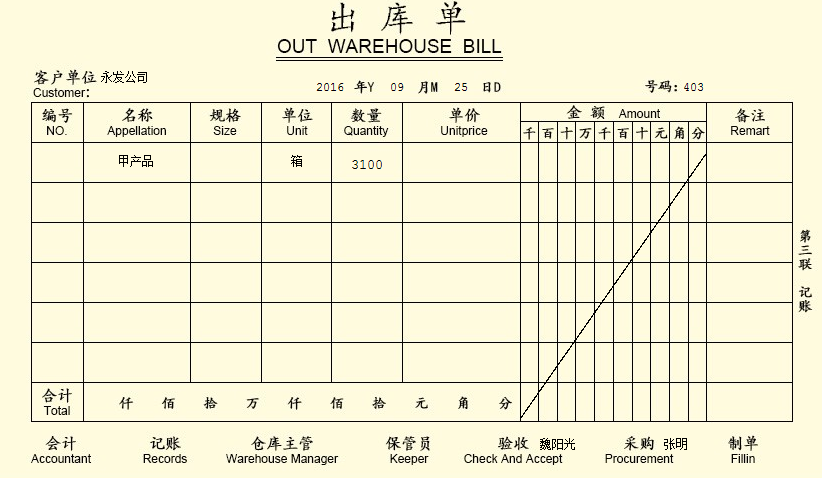 出库单
OUT WAREHOUSE BILL
客户单位 永发公司
Customer:
2016 年Y 09 月M 25 日D
号码:403
编号 名称 规格 单位 数量 单价 金 额 Amount 备注
NO. Appellation Size Unit Quantity Unitprice Remart
千 百 十 万 千 百 十 元 角 分
甲产品 箱 3100
第三联 记账
合计 仟 佰 拾 万 仟 佰 拾 元 角 分
Total
会计 记账 仓库主管 保管员 验收 魏阳光 采购 张明 制单
Accountant Records Warehouse Manager Keeper Check And Accept Procurement Fillin